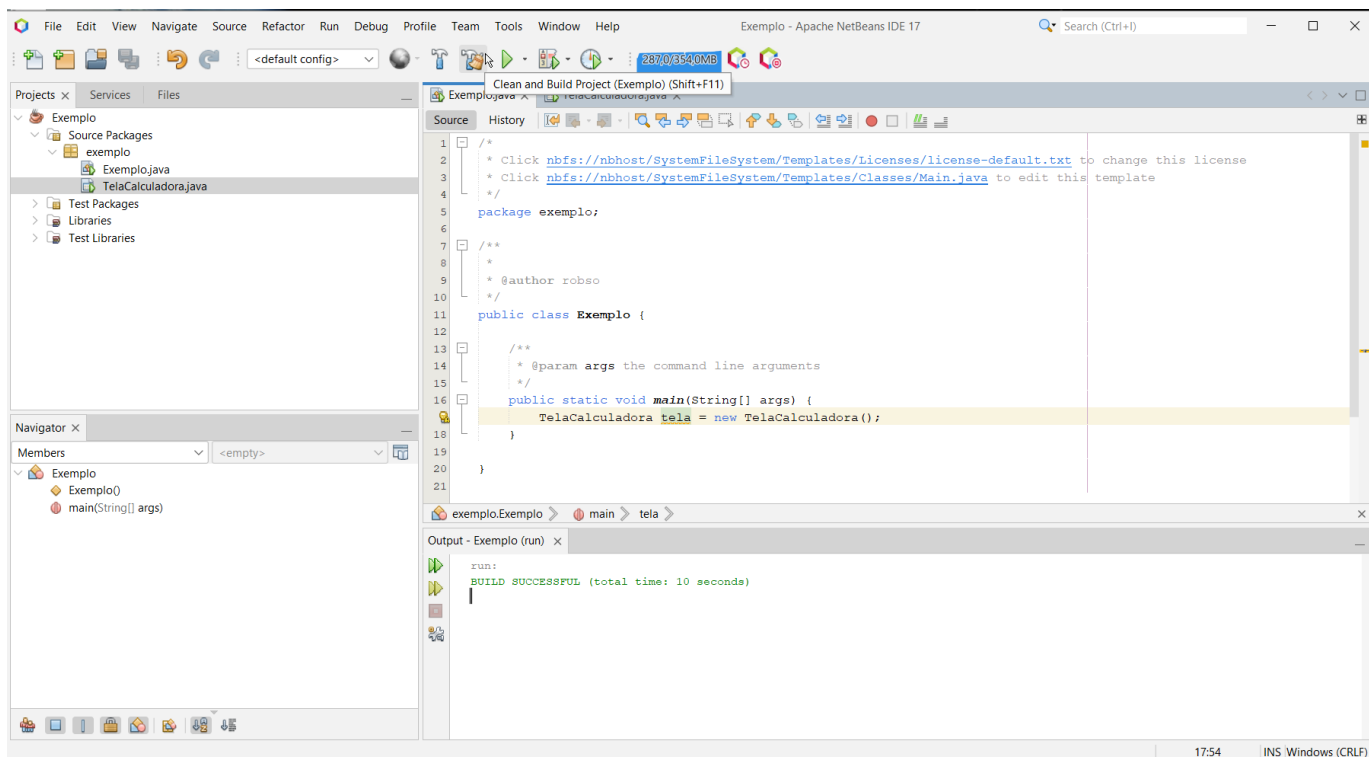 File Edit View Navigate Source Refactor Run Debug Profile Team Tools Window Help Exemplo - Apache NetBeans IDE 17 Search (Ctrl+I)
<default config> 287,0/354,0MB
Clean and Build Project (Exemplo) (Shift+F11)
Projects Services Files
Exemplo
Source Packages
exemplo
Exemplo.java
TelaCalculadora.java
Test Packages
Libraries
Test Libraries
Navigator
Members <empty>
Exemplo
Exemplo()
main(String[] args)
Exemplo.java TelaCalculadora.java
Source History
1 /*
2 * Click nbfs://nbhost/SystemFileSystem/Templates/Licenses/license-default.txt to change this license
3 * Click nbfs://nbhost/SystemFileSystem/Templates/Classes/Main.java to edit this template
4 */
5 package exemplo;
6
7 /**
8 *
9 * @author robso
10 */
11 public class Exemplo {
12
13 /**
14 * @param args the command line arguments
15 */
16 public static void main(String[] args) {
TelaCalculadora tela = new TelaCalculadora();
18 }
19
20 }
21
exemplo.Exemplo main tela
Output - Exemplo (run)
run:
BUILD SUCCESSFUL (total time: 10 seconds)
17:54 INS Windows (CRLF)